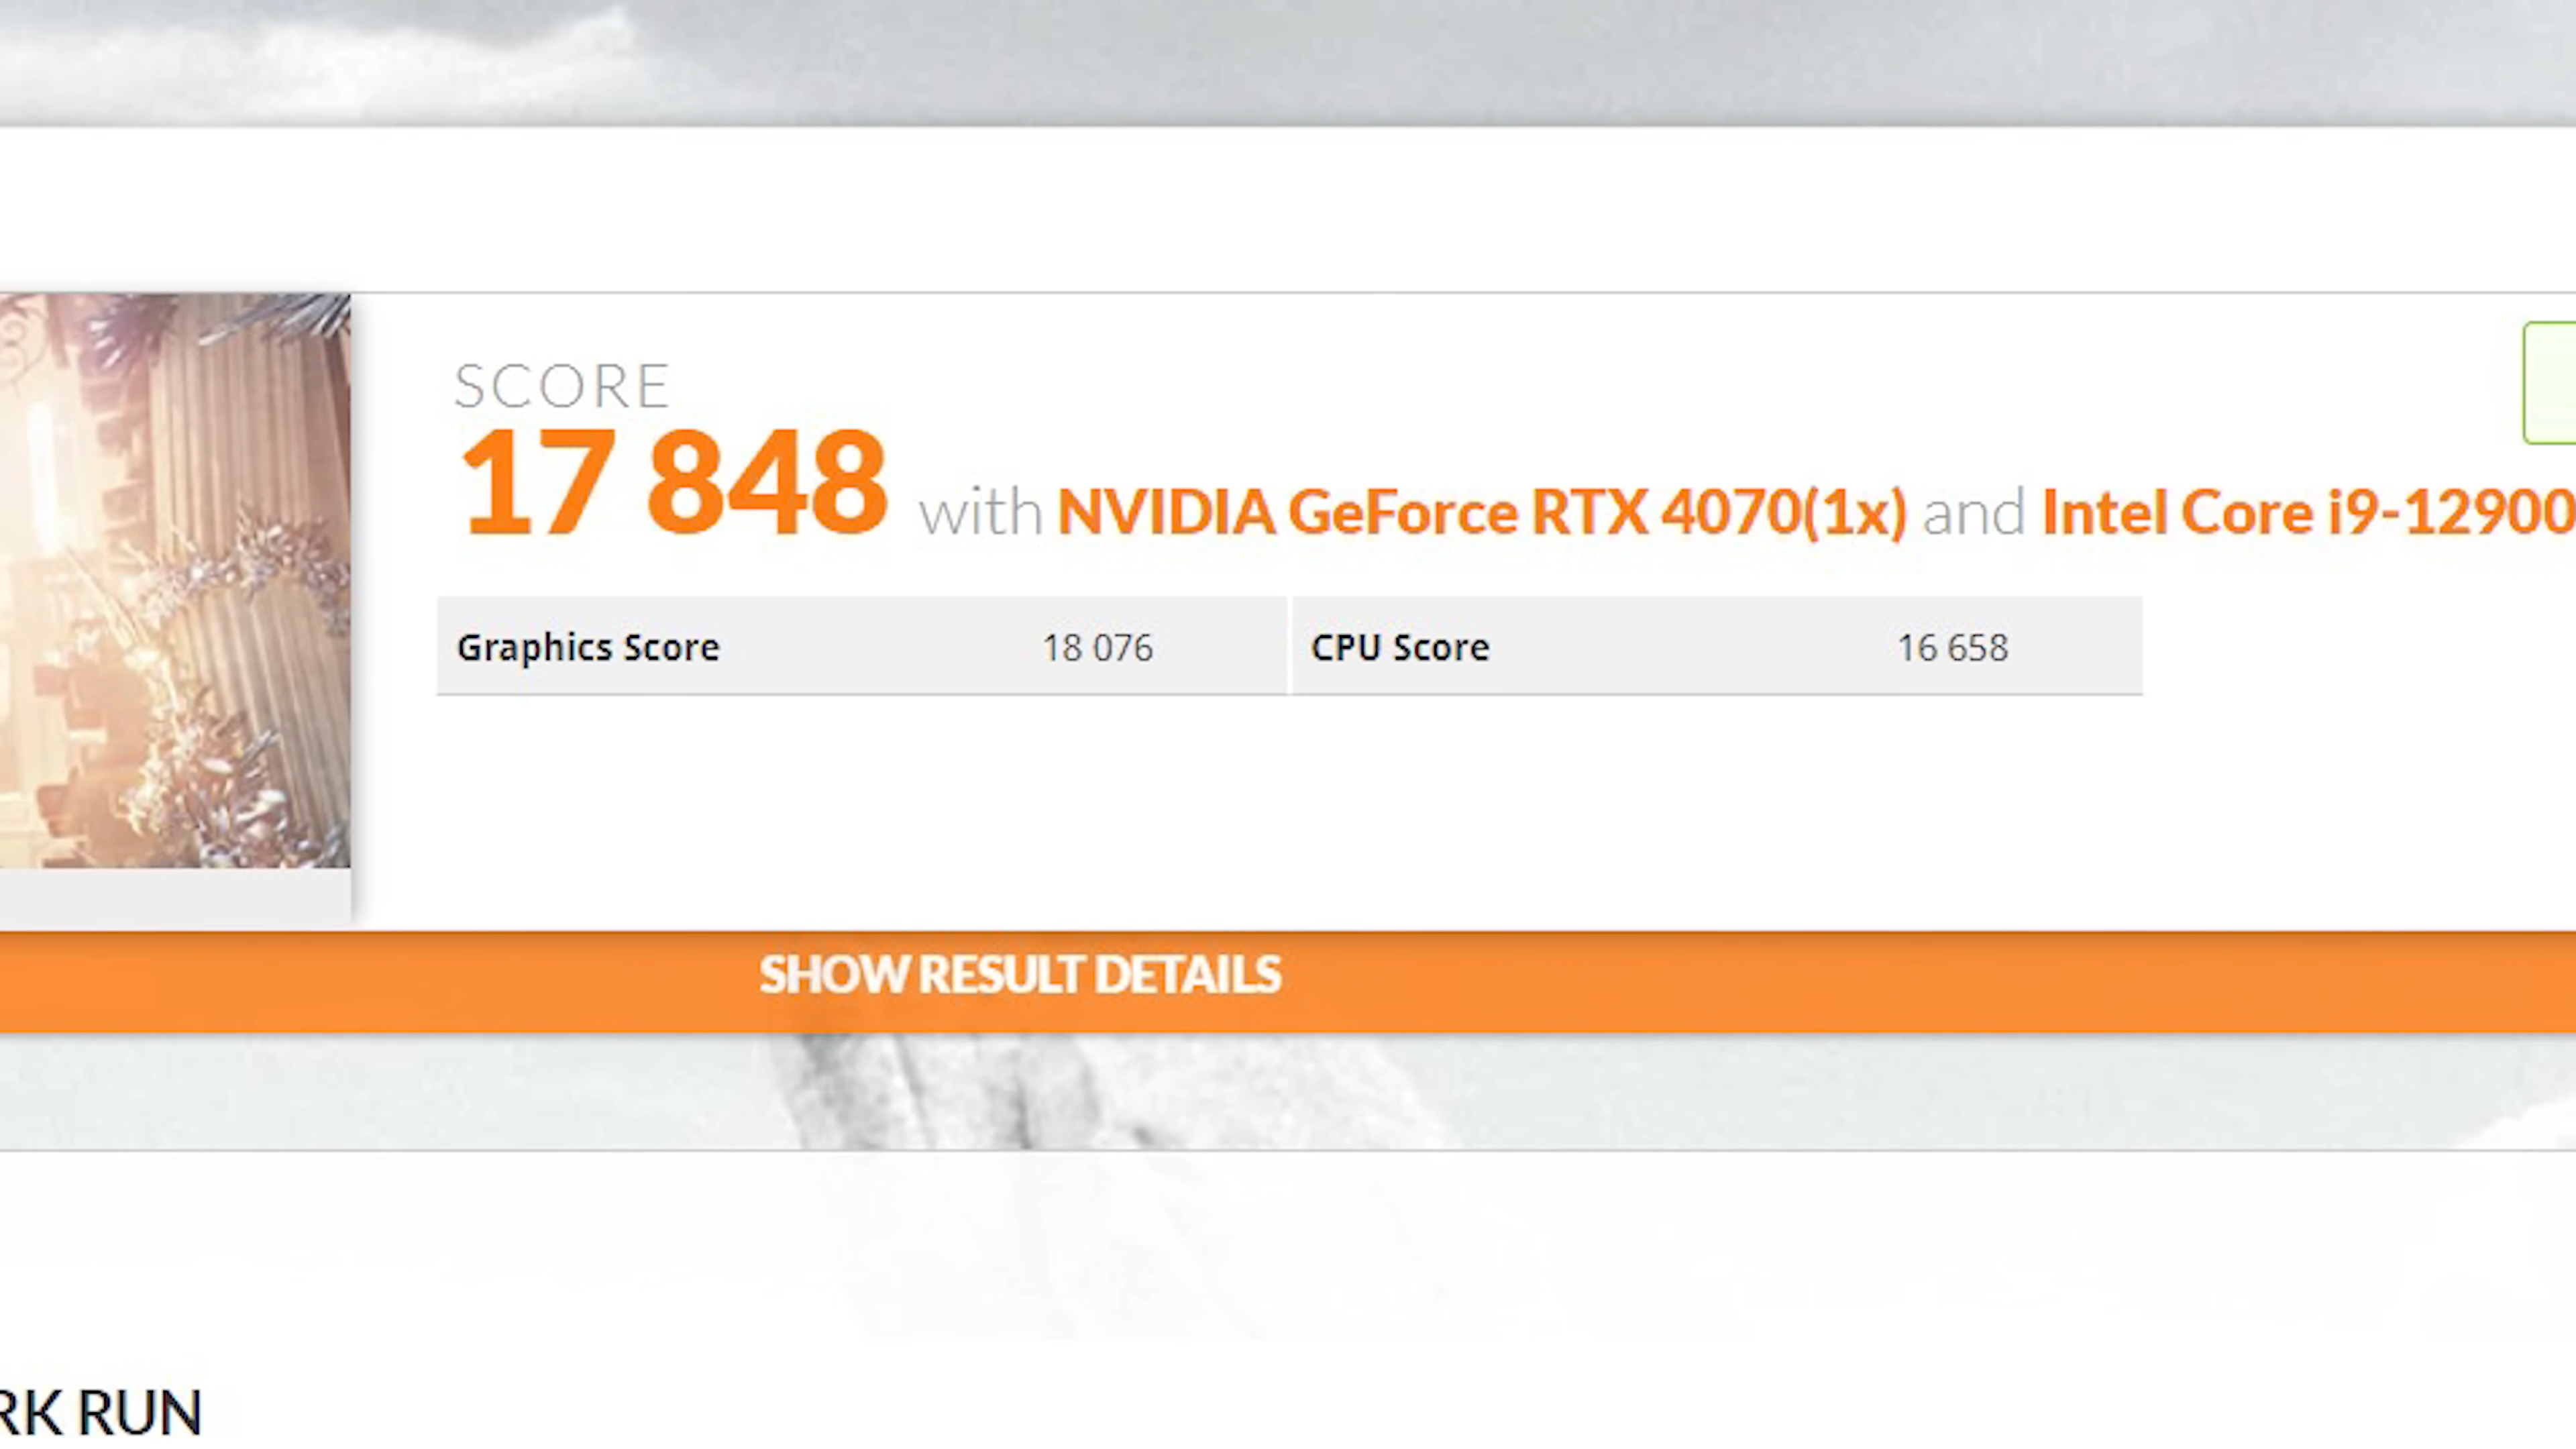 SCORE
17 848 with NVIDIA GeForce RTX 4070(1x) and Intel Core i9-12900
Graphics Score 18 076 CPU Score 16 658
SHOW RESULT DETAILS
RK RUN